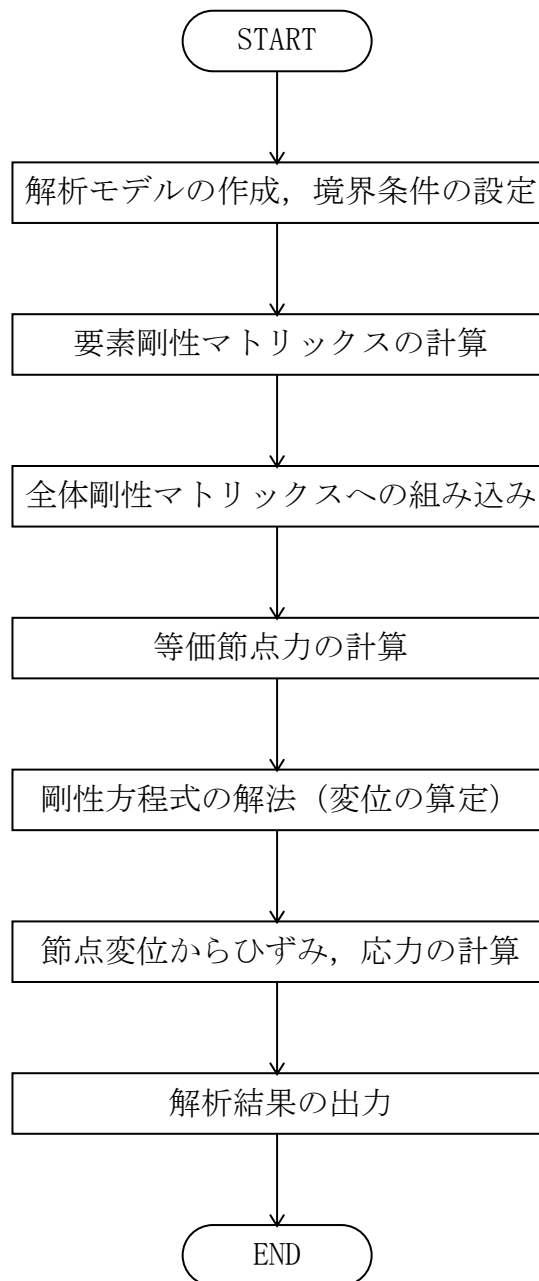 START
解析モデルの作成，境界条件の設定
要素剛性マトリックスの計算
全体剛性マトリックスへの組み込み
等価節点力の計算
剛性方程式の解法（変位の算定）
節点変位からひずみ，応力の計算
解析結果の出力
END